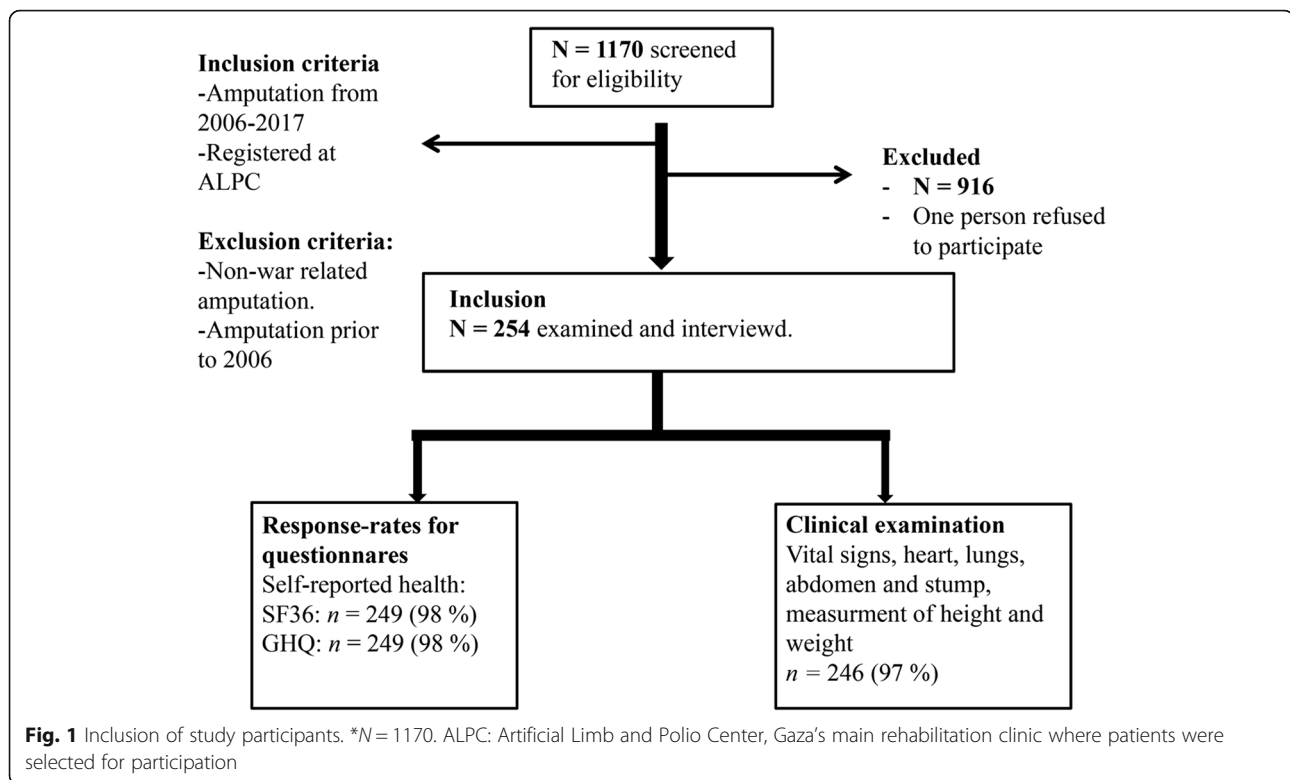 N = 1170 screened
for eligibility
Inclusion criteria
-Amputation from
2006-2017
-Registered at
ALPC
Excluded
- N = 916
- One person refused
to participate
Exclusion criteria:
-Non-war related
amputation.
-Amputation prior
to 2006
Inclusion
N = 254 examined and interviewd.
Response-rates for
questionnares
Self-reported health:
SF36: n = 249 (98 %)
GHQ: n = 249 (98 %)
Clinical examination
Vital signs, heart, lungs,
abdomen and stump,
measurment of height and
weight
n = 246 (97 %)
Fig. 1 Inclusion of study participants. *N = 1170. ALPC: Artificial Limb and Polio Center, Gaza’s main rehabilitation clinic where patients were
selected for participation